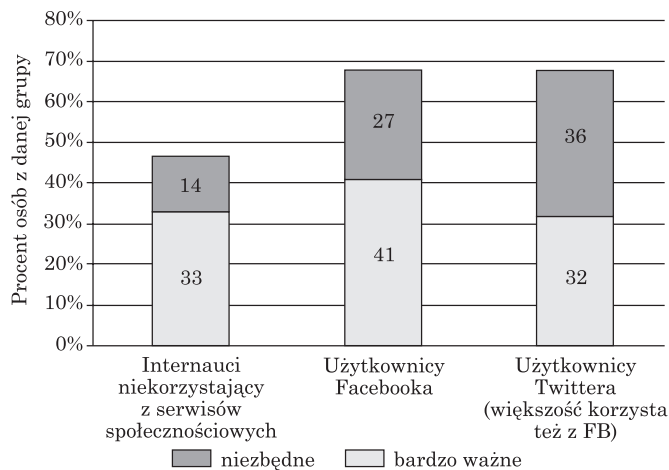 Procent osób z danej grupy
80%
70%
60%
50%
40%
30%
20%
10%
0%
14
33
27
41
36
32
Internauci
niekorzystający
z serwisów
społecznościowych
Użytkownicy
Facebooka
Użytkownicy
Twittera
(większość korzysta
też z FB)
niezbędne
bardzo ważne